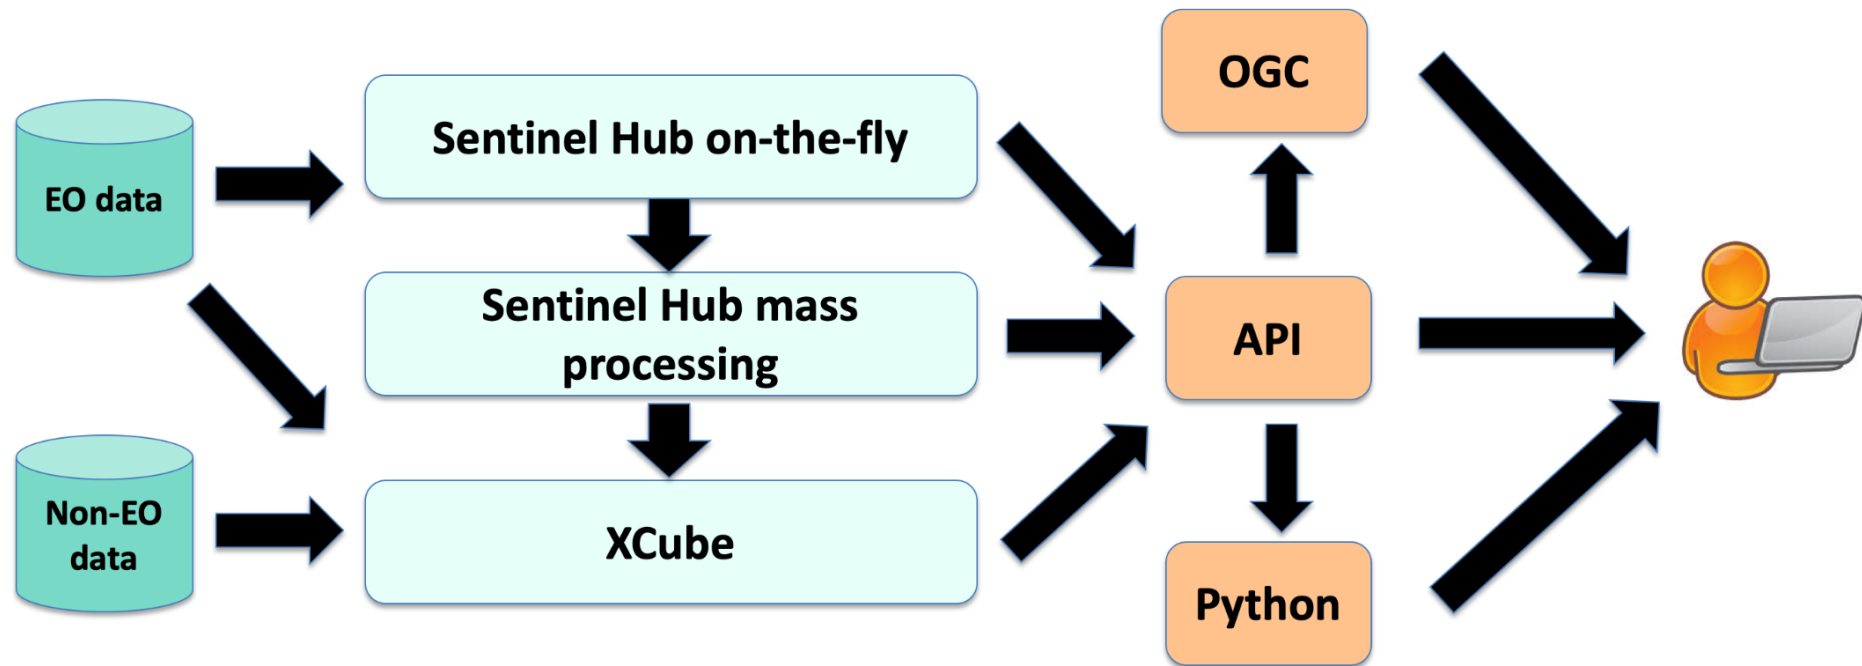 OGC
Sentinel Hub on-the-fly
EO data
Sentinel Hub mass
processing
API
Non-EO
data
XCube
Python